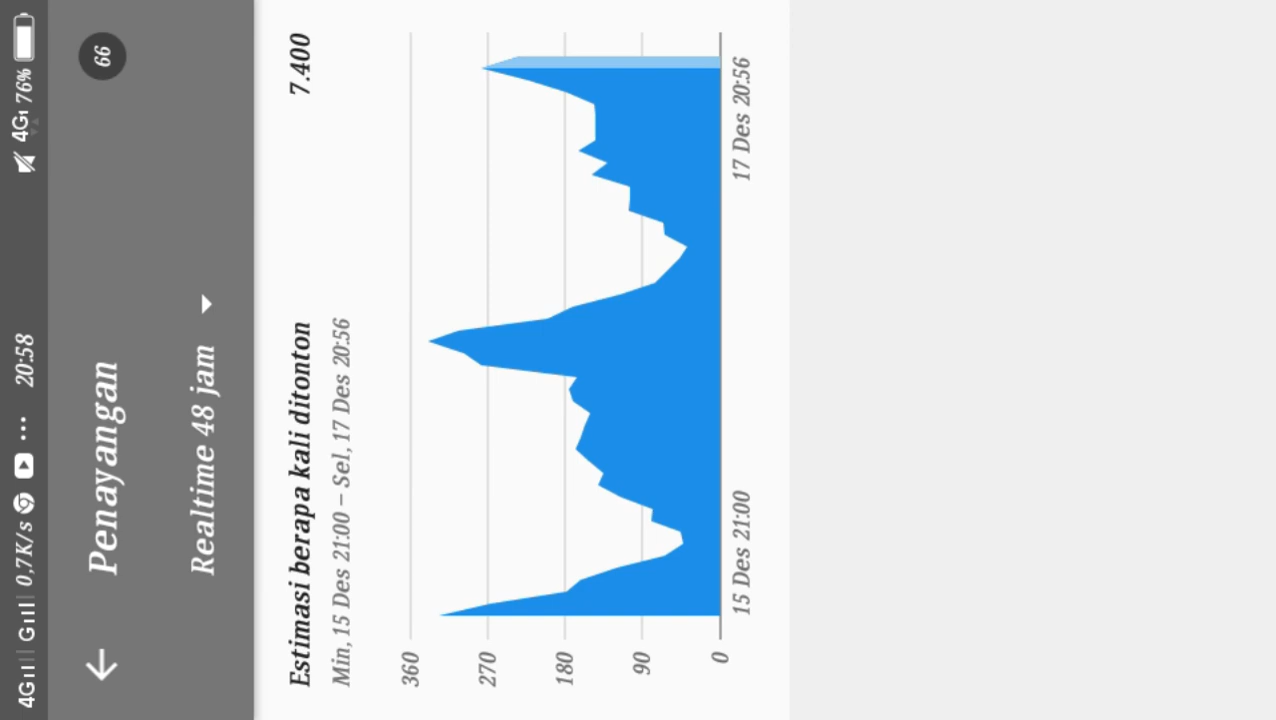 4G G 0,7K/s ... 20:58 4G 76%
Penayangan 66
Realtime 48 jam
Estimasi berapa kali ditonton 7.400
Min, 15 Des 21:00 – Sel, 17 Des 20:56
360
270
180
90
0
15 Des 21:00 17 Des 20:56